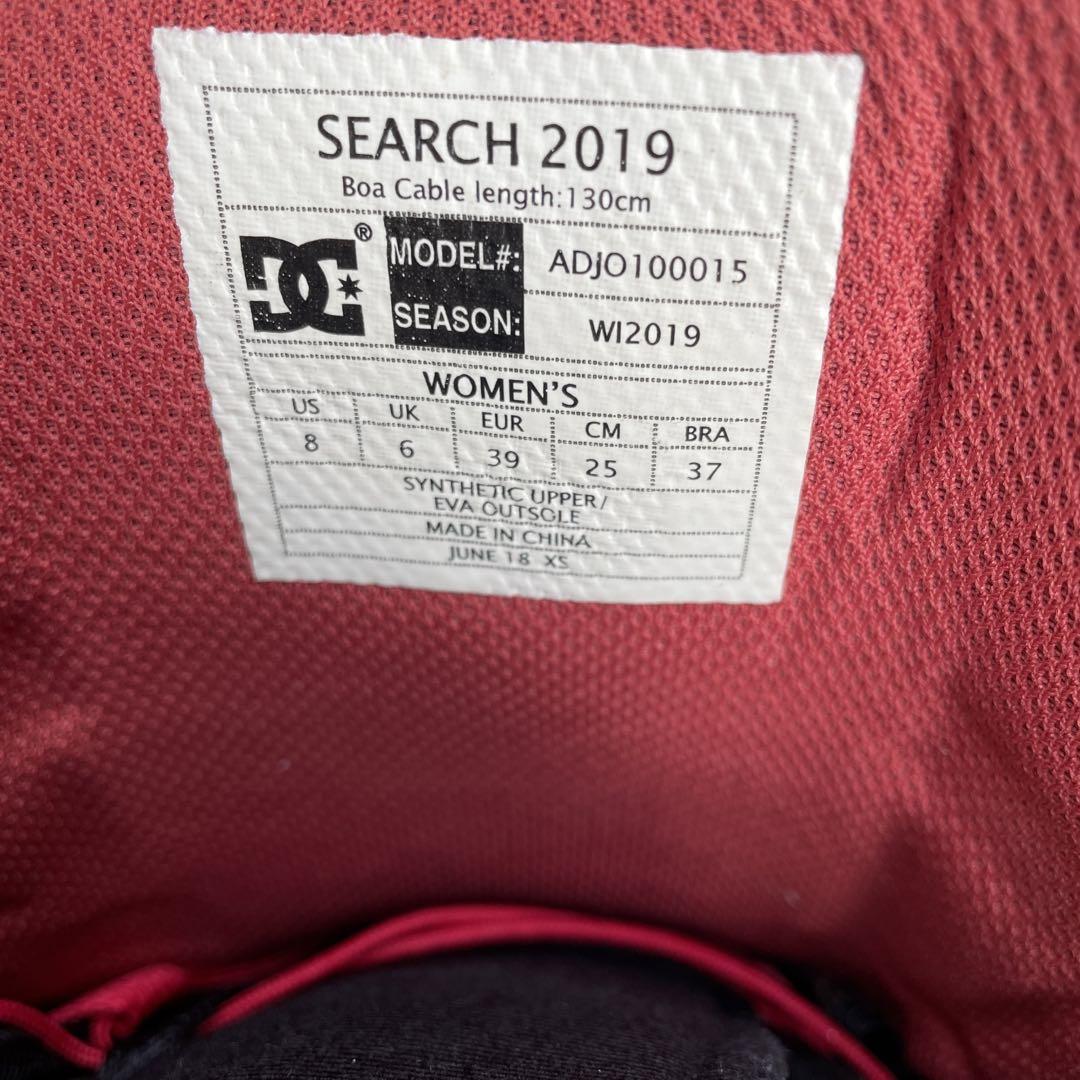 SEARCH 2019
Boa Cable length:130cm
DC® MODEL#: ADJO100015
SEASON: WI2019
WOMEN'S
US UK EUR CM BRA
8 6 39 25 37
SYNTHETIC UPPER/
EVA OUTSOLE
MADE IN CHINA
JUNE 18 XS